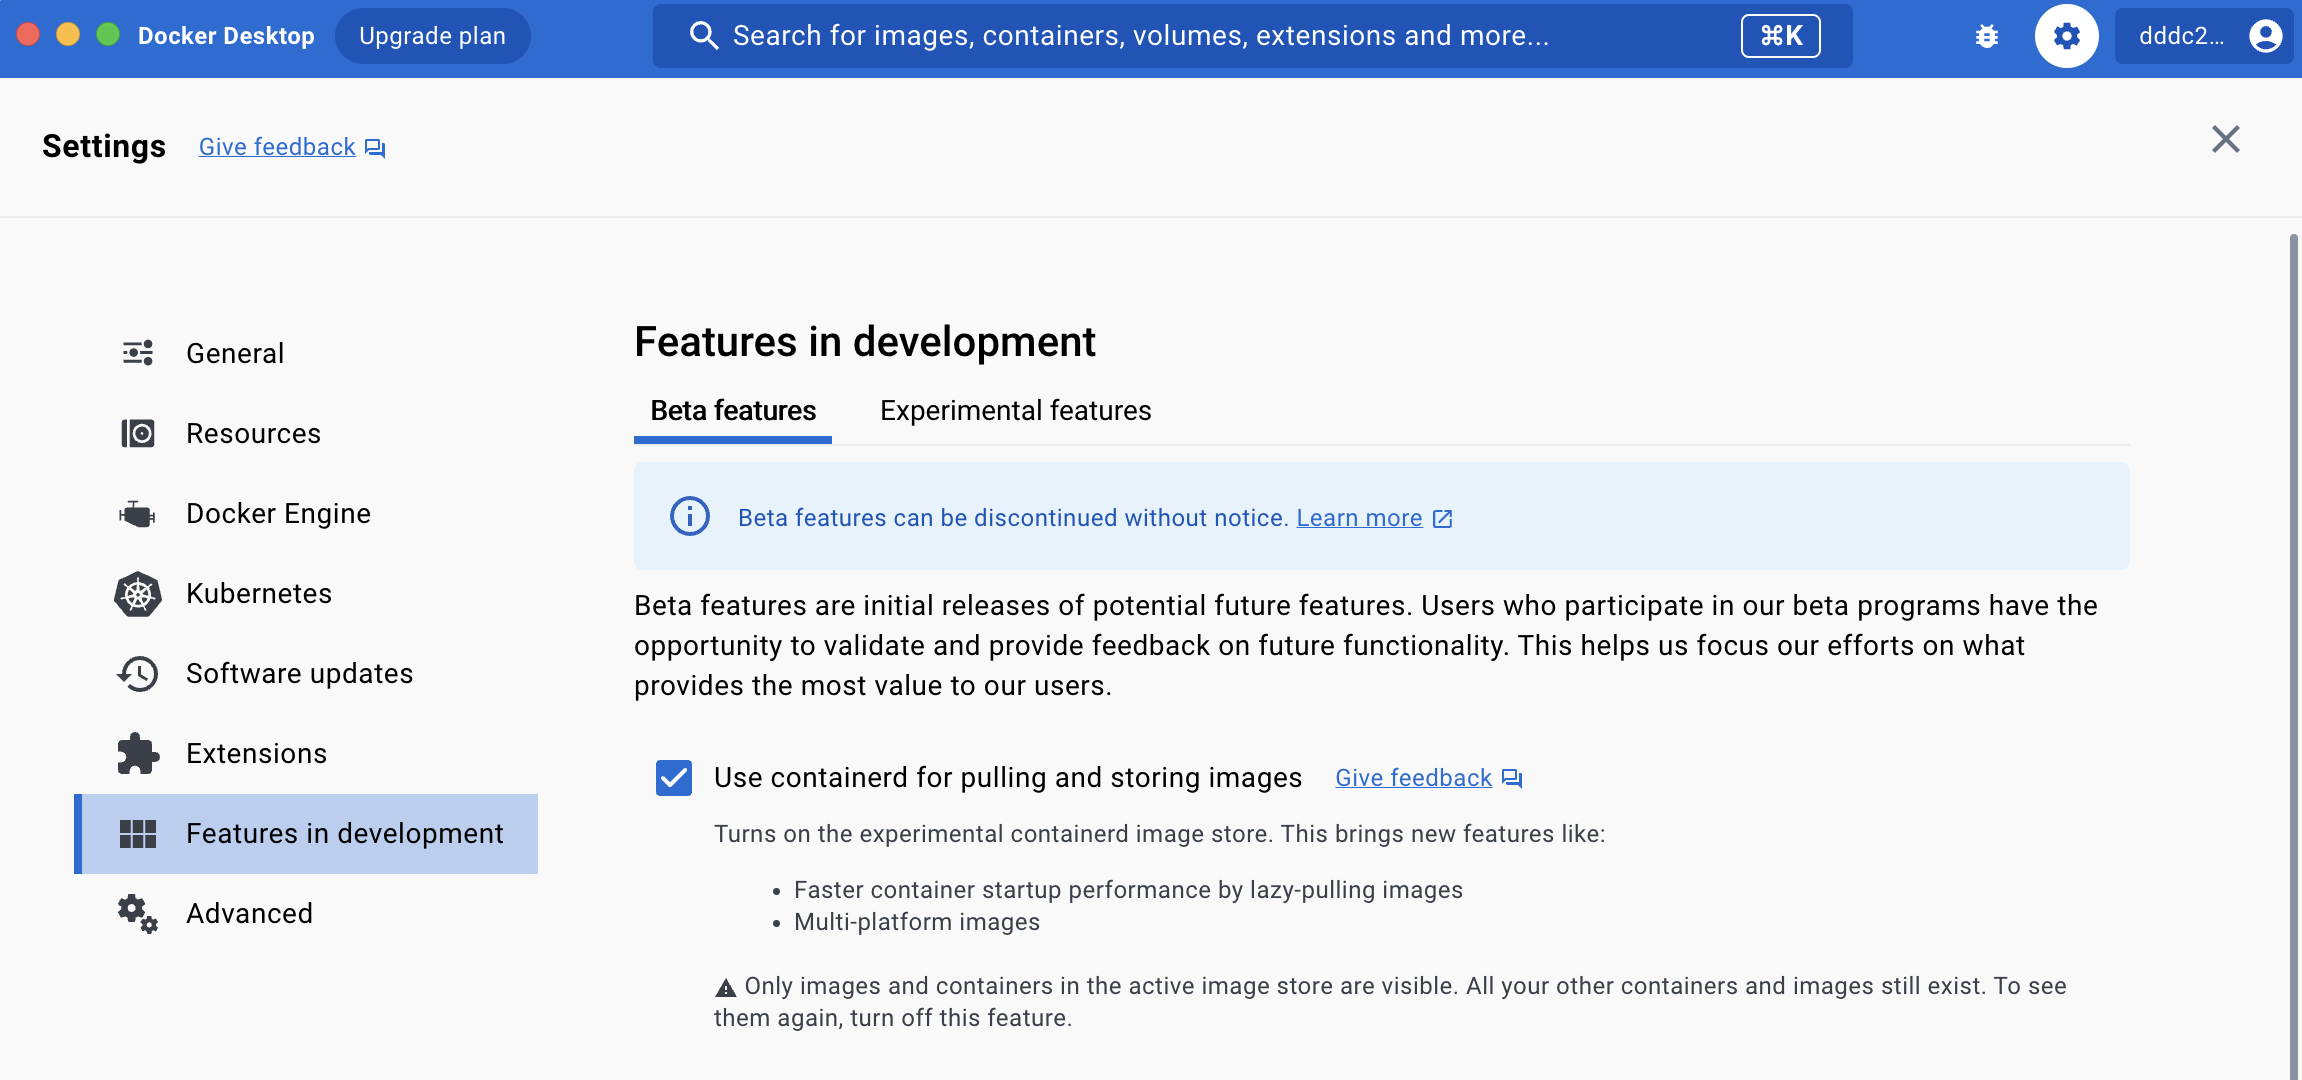 Docker Desktop Upgrade plan Search for images, containers, volumes, extensions and more... ⌘K dddc2...
Settings Give feedback
General
Resources
Docker Engine
Kubernetes
Software updates
Extensions
Features in development
Advanced
Features in development
Beta features Experimental features
Beta features can be discontinued without notice. Learn more
Beta features are initial releases of potential future features. Users who participate in our beta programs have the
opportunity to validate and provide feedback on future functionality. This helps us focus our efforts on what
provides the most value to our users.
Use containerd for pulling and storing images Give feedback
Turns on the experimental containerd image store. This brings new features like:
• Faster container startup performance by lazy-pulling images
• Multi-platform images
Only images and containers in the active image store are visible. All your other containers and images still exist. To see
them again, turn off this feature.